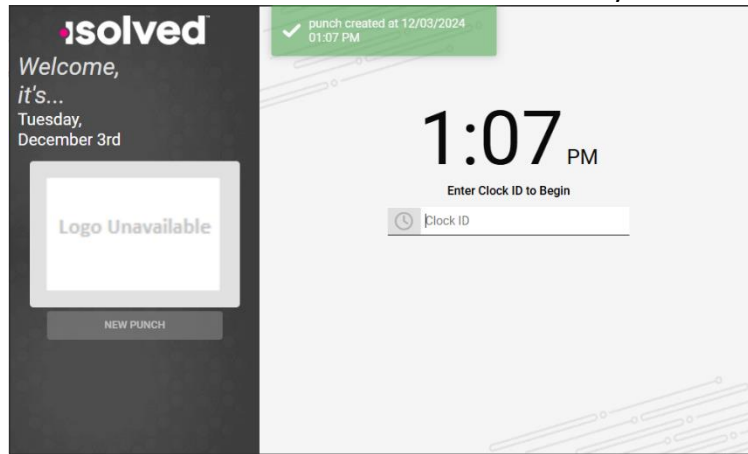 isolved
Welcome,
it's...
Tuesday,
December 3rd
Logo Unavailable
NEW PUNCH
punch created at 12/03/2024
01:07 PM
1:07 PM
Enter Clock ID to Begin
Clock ID